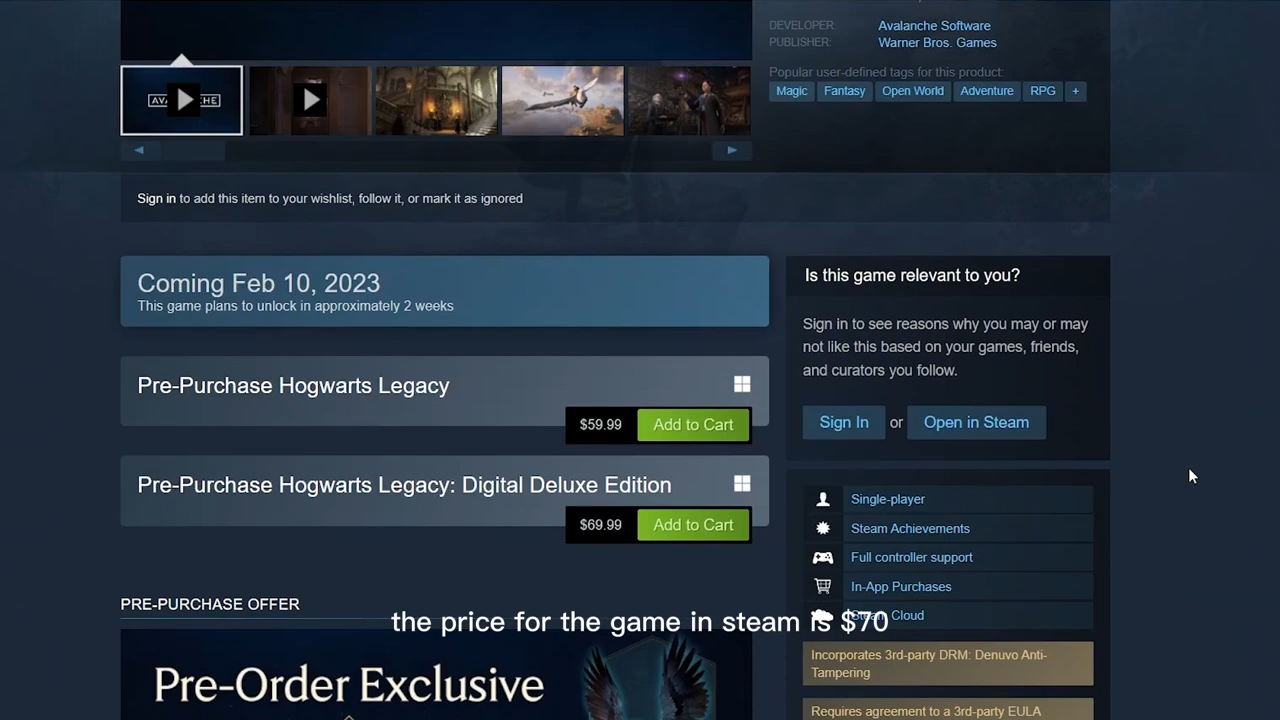 DEVELOPER: Avalanche Software
PUBLISHER: Warner Bros. Games
Popular user-defined tags for this product:
Magic Fantasy Open World Adventure RPG +
Sign in to add this item to your wishlist, follow it, or mark it as ignored
Coming Feb 10, 2023
This game plans to unlock in approximately 2 weeks
Pre-Purchase Hogwarts Legacy
$59.99 Add to Cart
Pre-Purchase Hogwarts Legacy: Digital Deluxe Edition
$69.99 Add to Cart
PRE-PURCHASE OFFER
Pre-Order Exclusive
Is this game relevant to you?
Sign in to see reasons why you may or may
not like this based on your games, friends,
and curators you follow.
Sign In or Open in Steam
Single-player
Steam Achievements
Full controller support
In-App Purchases
Cloud
Incorporates 3rd-party DRM: Denuvo Anti-
Tampering
Requires agreement to a 3rd-party EULA
the price for the game in steam is $70